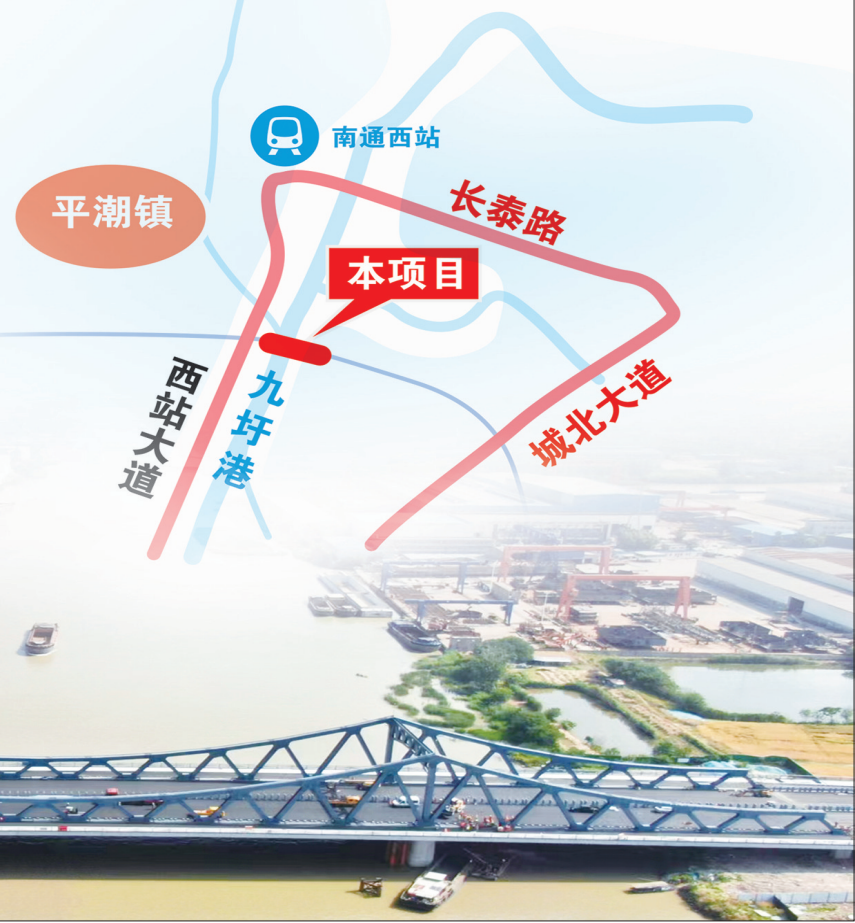 南通西站
平潮镇
长泰路
本项目
西站大道
九圩港
城北大道